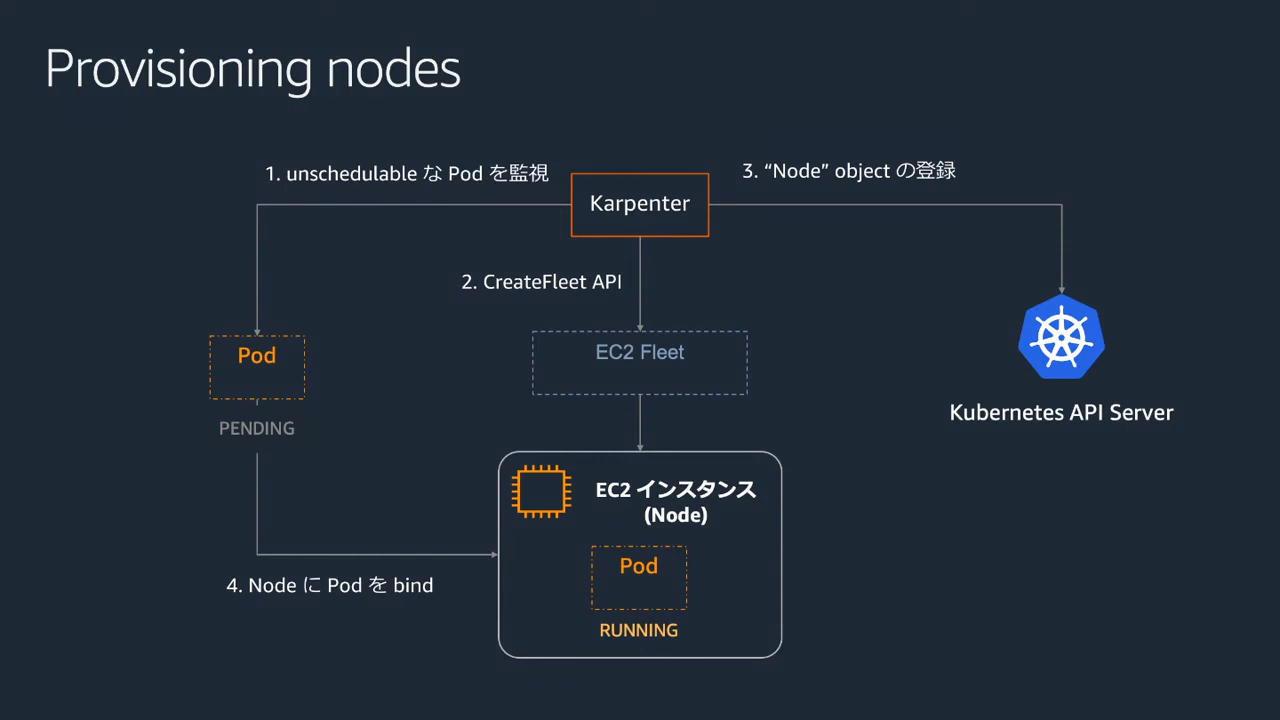 Provisioning nodes
1. unschedulable な Pod を監視
Karpenter
3. “Node” object の登録
2. CreateFleet API
Pod
PENDING
EC2 Fleet
Kubernetes API Server
EC2 インスタンス
(Node)
Pod
RUNNING
4. Node に Pod を bind